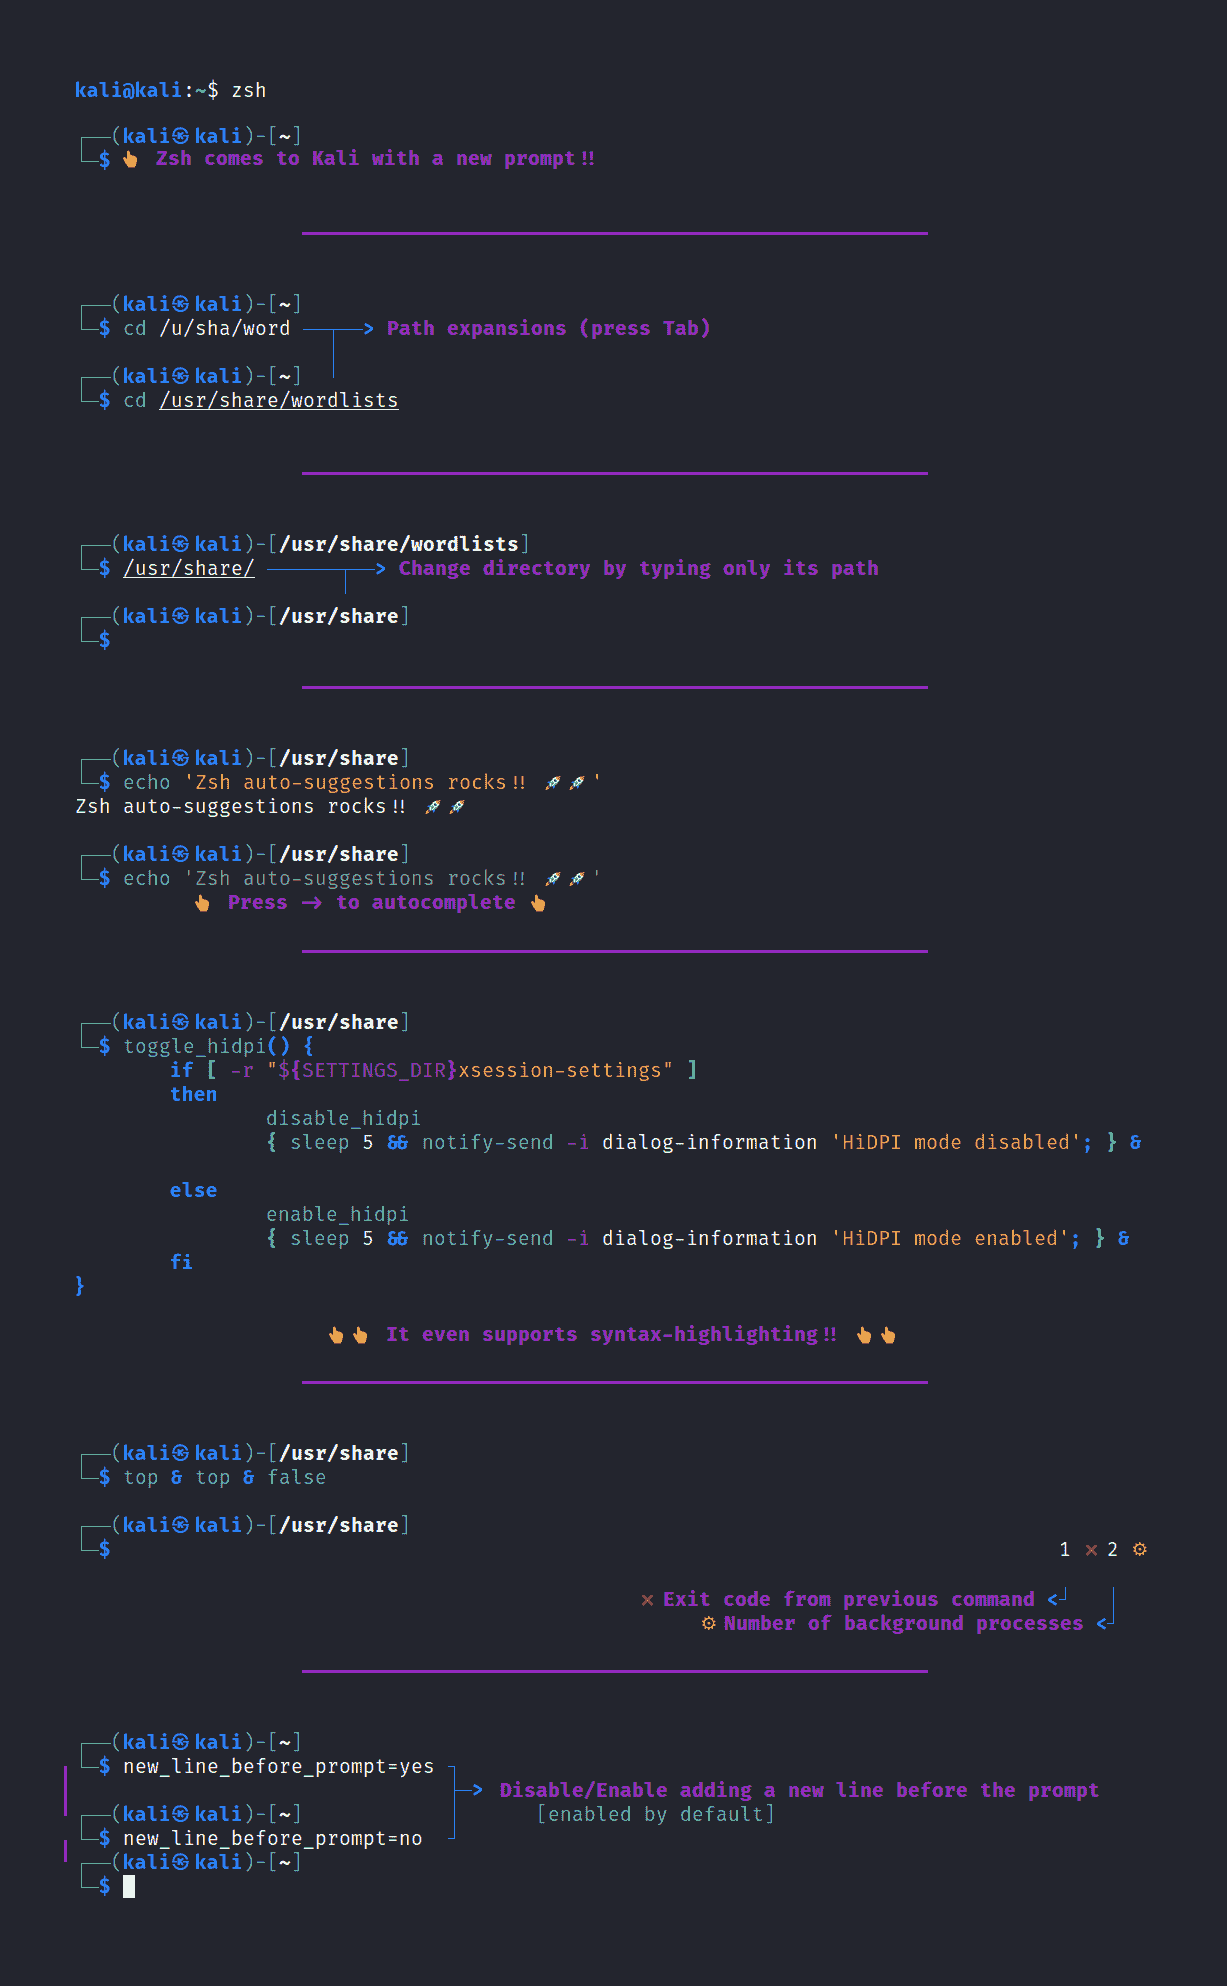 kali@kali:~$ zsh
┌──(kali㉿kali)-[~]
└─$ 👆 Zsh comes to Kali with a new prompt!!
┌──(kali㉿kali)-[~]
└─$ cd /u/sha/word ──┬──> Path expansions (press Tab)
┌──(kali㉿kali)-[~]
└─$ cd /usr/share/wordlists
┌──(kali㉿kali)-[/usr/share/wordlists]
└─$ /usr/share/ ──────┬──> Change directory by typing only its path
┌──(kali㉿kali)-[/usr/share]
└─$
┌──(kali㉿kali)-[/usr/share]
└─$ echo 'Zsh auto-suggestions rocks!! 🚀🚀'
Zsh auto-suggestions rocks!! 🚀🚀
┌──(kali㉿kali)-[/usr/share]
└─$ echo 'Zsh auto-suggestions rocks!! 🚀🚀'
👆 Press → to autocomplete 👆
┌──(kali㉿kali)-[/usr/share]
└─$ toggle_hidpi() {
if [ -r "${SETTINGS_DIR}xsession-settings" ]
then
disable_hidpi
{ sleep 5 && notify-send -i dialog-information 'HiDPI mode disabled'; } &
else
enable_hidpi
{ sleep 5 && notify-send -i dialog-information 'HiDPI mode enabled'; } &
fi
}
👆👆 It even supports syntax-highlighting!! 👆👆
┌──(kali㉿kali)-[/usr/share]
└─$ top & top & false
┌──(kali㉿kali)-[/usr/share]
└─$ 1 ⨯ 2 ⚙
⨯ Exit code from previous command <┘
⚙ Number of background processes <┘
┌──(kali㉿kali)-[~]
└─$ new_line_before_prompt=yes
Disable/Enable adding a new line before the prompt
┌──(kali㉿kali)-[~] [enabled by default]
└─$ new_line_before_prompt=no
┌──(kali㉿kali)-[~]
└─$